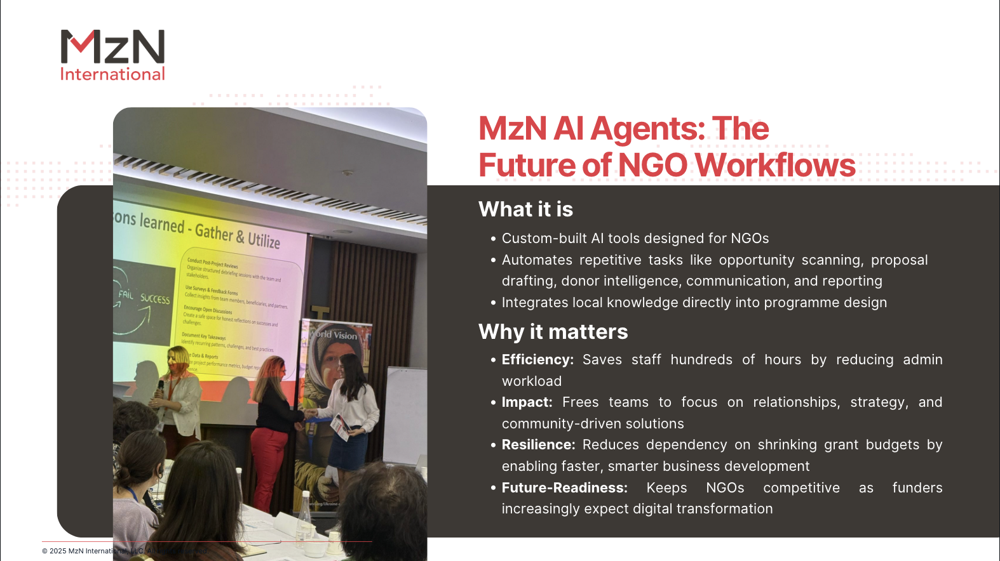 MzN
International
MzN AI Agents: The
Future of NGO Workflows
What it is
• Custom-built AI tools designed for NGOs
• Automates repetitive tasks like opportunity scanning, proposal
drafting, donor intelligence, communication, and reporting
• Integrates local knowledge directly into programme design
Why it matters
• Efficiency: Saves staff hundreds of hours by reducing admin
workload
• Impact: Frees teams to focus on relationships, strategy, and
community-driven solutions
• Resilience: Reduces dependency on shrinking grant budgets by
enabling faster, smarter business development
• Future-Readiness: Keeps NGOs competitive as funders
increasingly expect digital transformation
ons learned - Gather & Utilize
Conduct Post-Project Reviews
Organize structured debriefing sessions with the team and
stakeholders.
Use Surveys & Feedback Forms
Collect insights from team members, beneficiaries, and partners.
Encourage Open Discussions
Create a safe space for honest reflections on successes and
challenges.
Document Key Takeaways
Identify recurring patterns, challenges, and best practices.
Data & Reports
project performance metrics, budget
FAIL SUCCESS
World Vision
© 2025 MzN International, LLC.